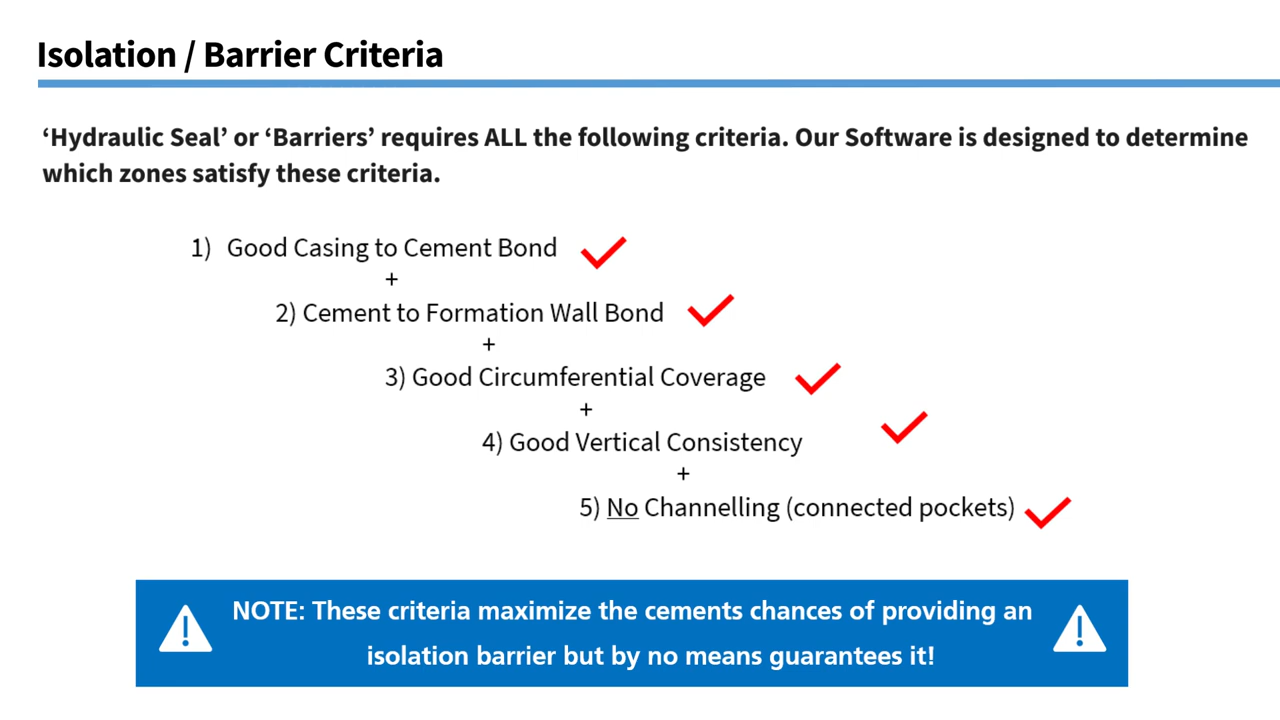 Isolation / Barrier Criteria
‘Hydraulic Seal’ or ‘Barriers’ requires ALL the following criteria. Our Software is designed to determine
which zones satisfy these criteria.
1) Good Casing to Cement Bond
+
2) Cement to Formation Wall Bond
+
3) Good Circumferential Coverage
+
4) Good Vertical Consistency
+
5) No Channelling (connected pockets)
NOTE: These criteria maximize the cements chances of providing an
isolation barrier but by no means guarantees it!